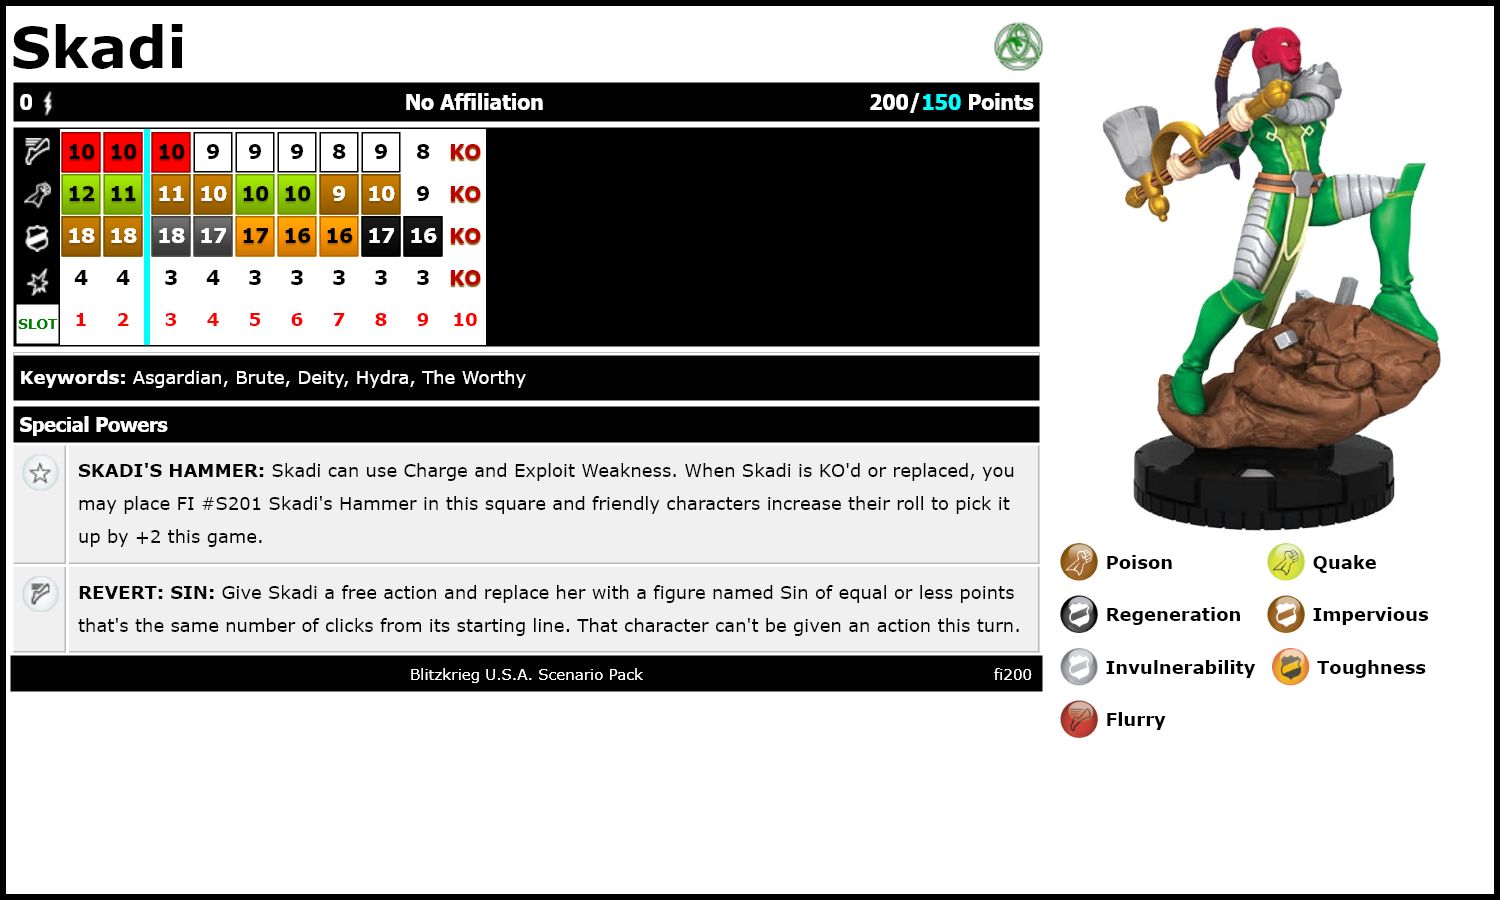 Skadi
0 No Affiliation 200/150 Points
10 10 10 9 9 9 8 9 8 KO
12 11 11 10 10 10 9 10 9 KO
18 18 18 17 17 16 16 17 16 KO
4 4 3 4 3 3 3 3 3 KO
SLOT 1 2 3 4 5 6 7 8 9 10
Keywords: Asgardian, Brute, Deity, Hydra, The Worthy
Special Powers
SKADI'S HAMMER: Skadi can use Charge and Exploit Weakness. When Skadi is KO'd or replaced, you
may place FI #S201 Skadi's Hammer in this square and friendly characters increase their roll to pick it
up by +2 this game.
REVERT: SIN: Give Skadi a free action and replace her with a figure named Sin of equal or less points
that's the same number of clicks from its starting line. That character can't be given an action this turn.
Blitzkrieg U.S.A. Scenario Pack fi200
Poison Quake
Regeneration Impervious
Invulnerability Toughness
Flurry